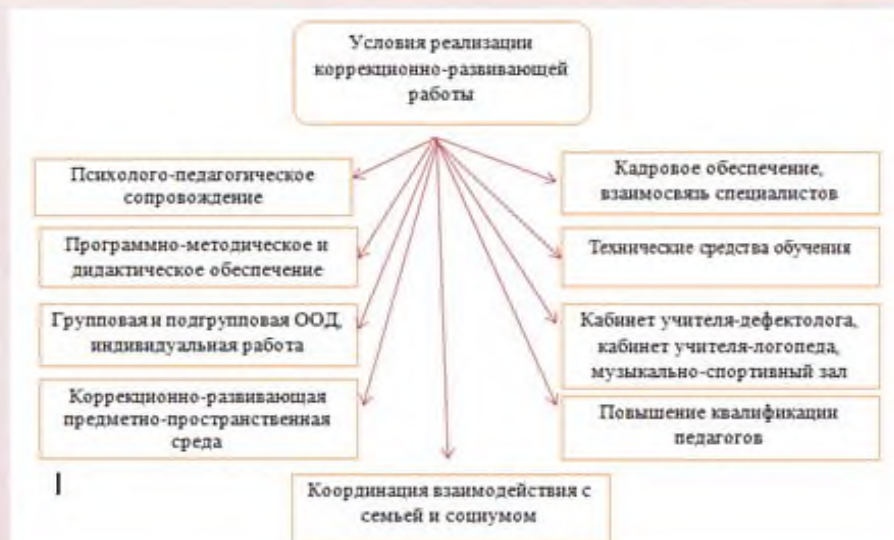 Условия реализации
коррекционно-развивающей
работы
Психолого-педагогическое
сопровождение
Программно-методическое и
дидактическое обеспечение
Групповая и подгрупповая ООД,
индивидуальная работа
Коррекционно-развивающая
предметно-пространственная
среда
Кадровое обеспечение,
взаимосвязь специалистов
Технические средства обучения
Кабинет учителя-дефектолога,
кабинет учителя-логопеда,
музыкально-спортивный зал
Повышение квалификации
педагогов
Координация взаимодействия с
семьей и социумом